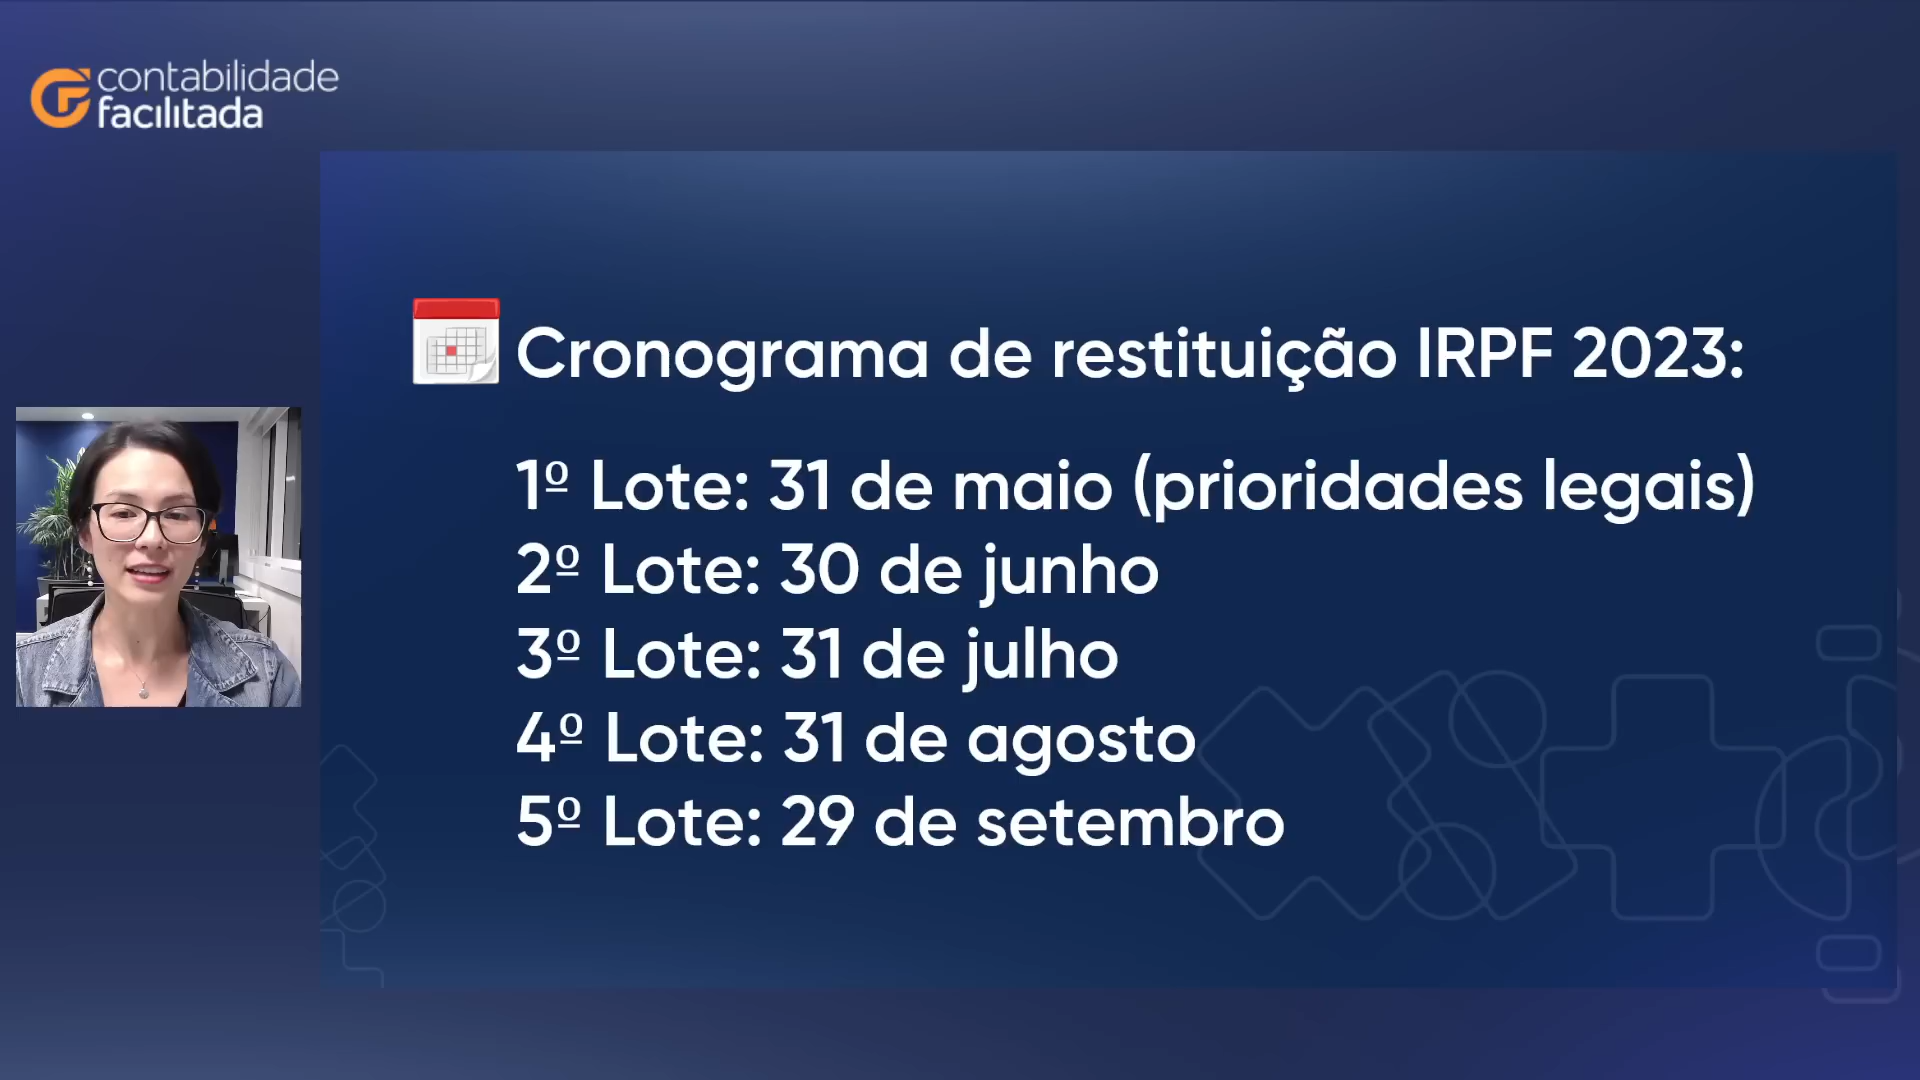 contabilidade
facilitada
Cronograma de restituição IRPF 2023:
1º Lote: 31 de maio (prioridades legais)
2º Lote: 30 de junho
3º Lote: 31 de julho
4º Lote: 31 de agosto
5º Lote: 29 de setembro